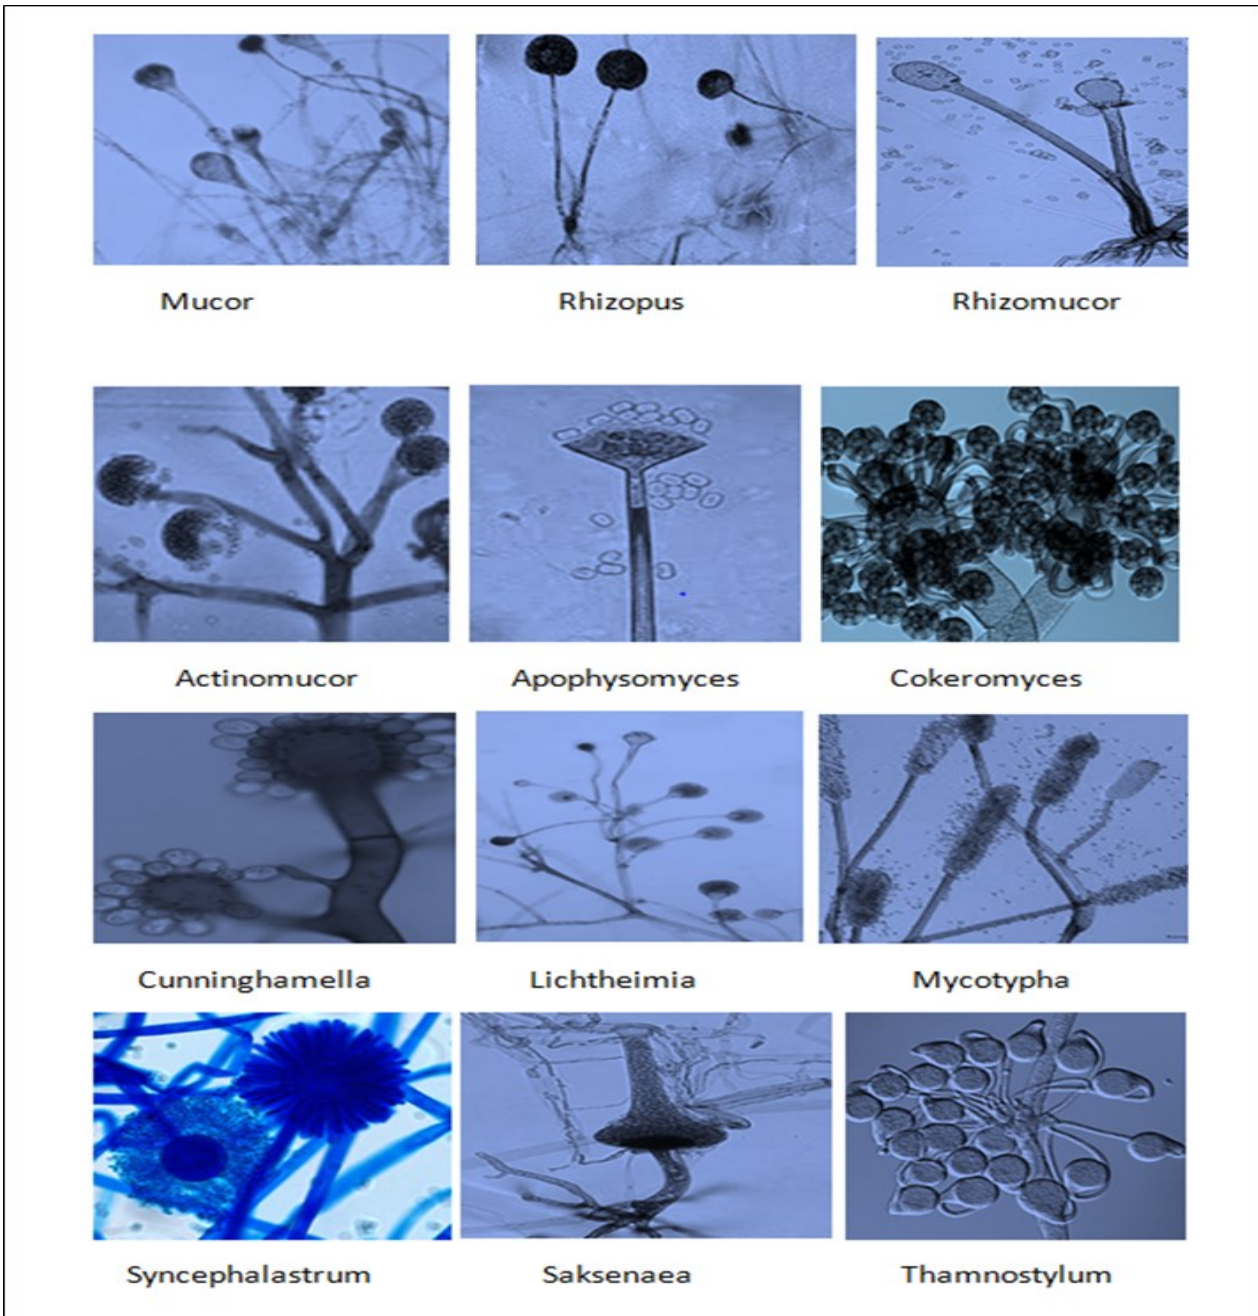 Mucor
Rhizopus
Rhizomucor
Actinomucor
Apophysomyces
Cokeromyces
Cunninghamella
Lichtheimia
Mycotypha
Syncephalastrum
Saksenaea
Thamnostylum